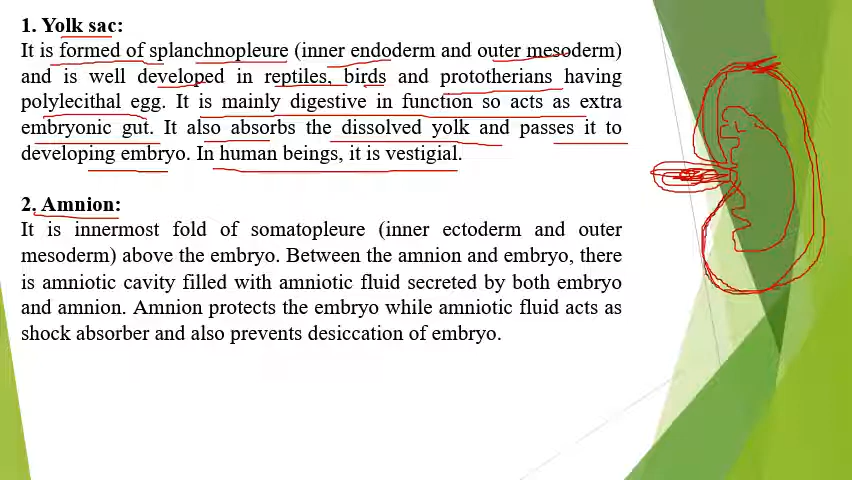 1. Yolk sac:
It is formed of splanchnopleure (inner endoderm and outer mesoderm)
and is well developed in reptiles, birds and prototherians having
polylecithal egg. It is mainly digestive in function so acts as extra
embryonic gut. It also absorbs the dissolved yolk and passes it to
developing embryo. In human beings, it is vestigial.
2. Amnion:
It is innermost fold of somatopleure (inner ectoderm and outer
mesoderm) above the embryo. Between the amnion and embryo, there
is amniotic cavity filled with amniotic fluid secreted by both embryo
and amnion. Amnion protects the embryo while amniotic fluid acts as
shock absorber and also prevents desiccation of embryo.